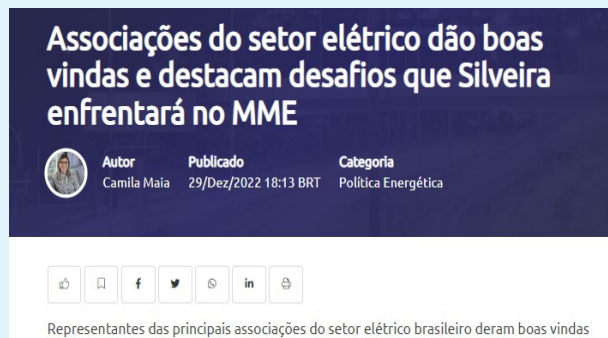 Associações do setor elétrico dão boas
vindas e destacam desafios que Silveira
enfrentará no MME
Autor Publicado Categoria
Camila Maia 29/Dez/2022 18:13 BRT Política Energética
Representantes das principais associações do setor elétrico brasileiro deram boas vindas